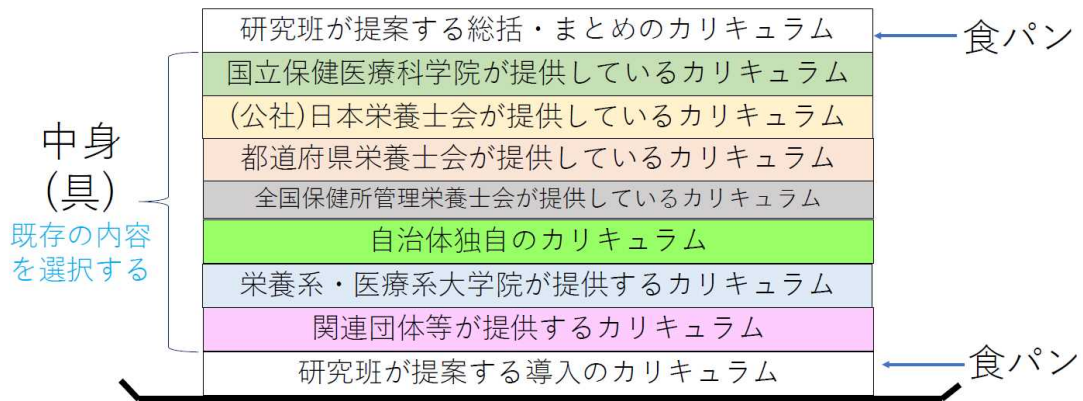 研究班が提案する総括・まとめのカリキュラム
食パン
国立保健医療科学院が提供しているカリキュラム
(公社)日本栄養士会が提供しているカリキュラム
都道府県栄養士会が提供しているカリキュラム
全国保健所管理栄養士会が提供しているカリキュラム
自治体独自のカリキュラム
栄養系・医療系大学院が提供するカリキュラム
関連団体等が提供するカリキュラム
中身
(具)
既存の内容
を選択する
研究班が提案する導入のカリキュラム
食パン